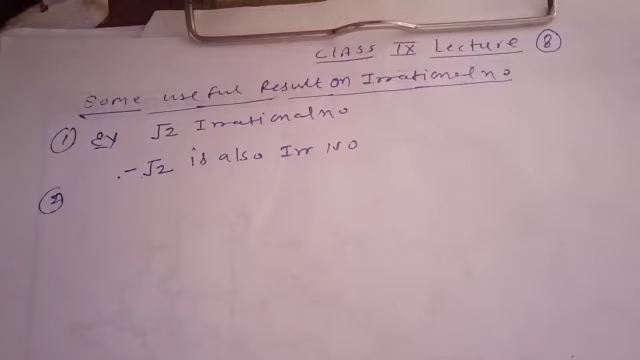 CLASS IX Lecture ⑧
Some useful Result on Irrational no
① Ex √2 Irrational no
.-√2 is also Irr No
②